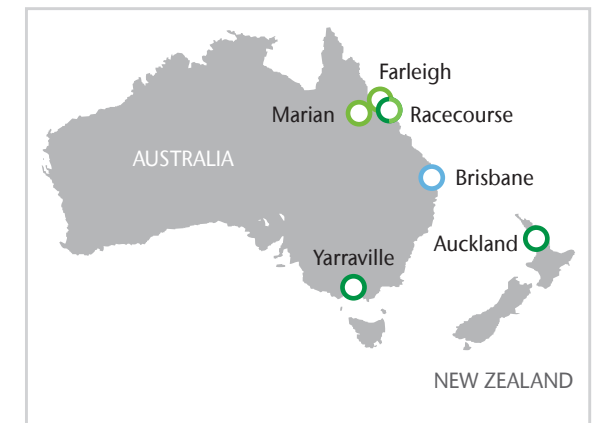 Farleigh
Marian
Racecourse
AUSTRALIA
Brisbane
Auckland
Yarraville
NEW ZEALAND